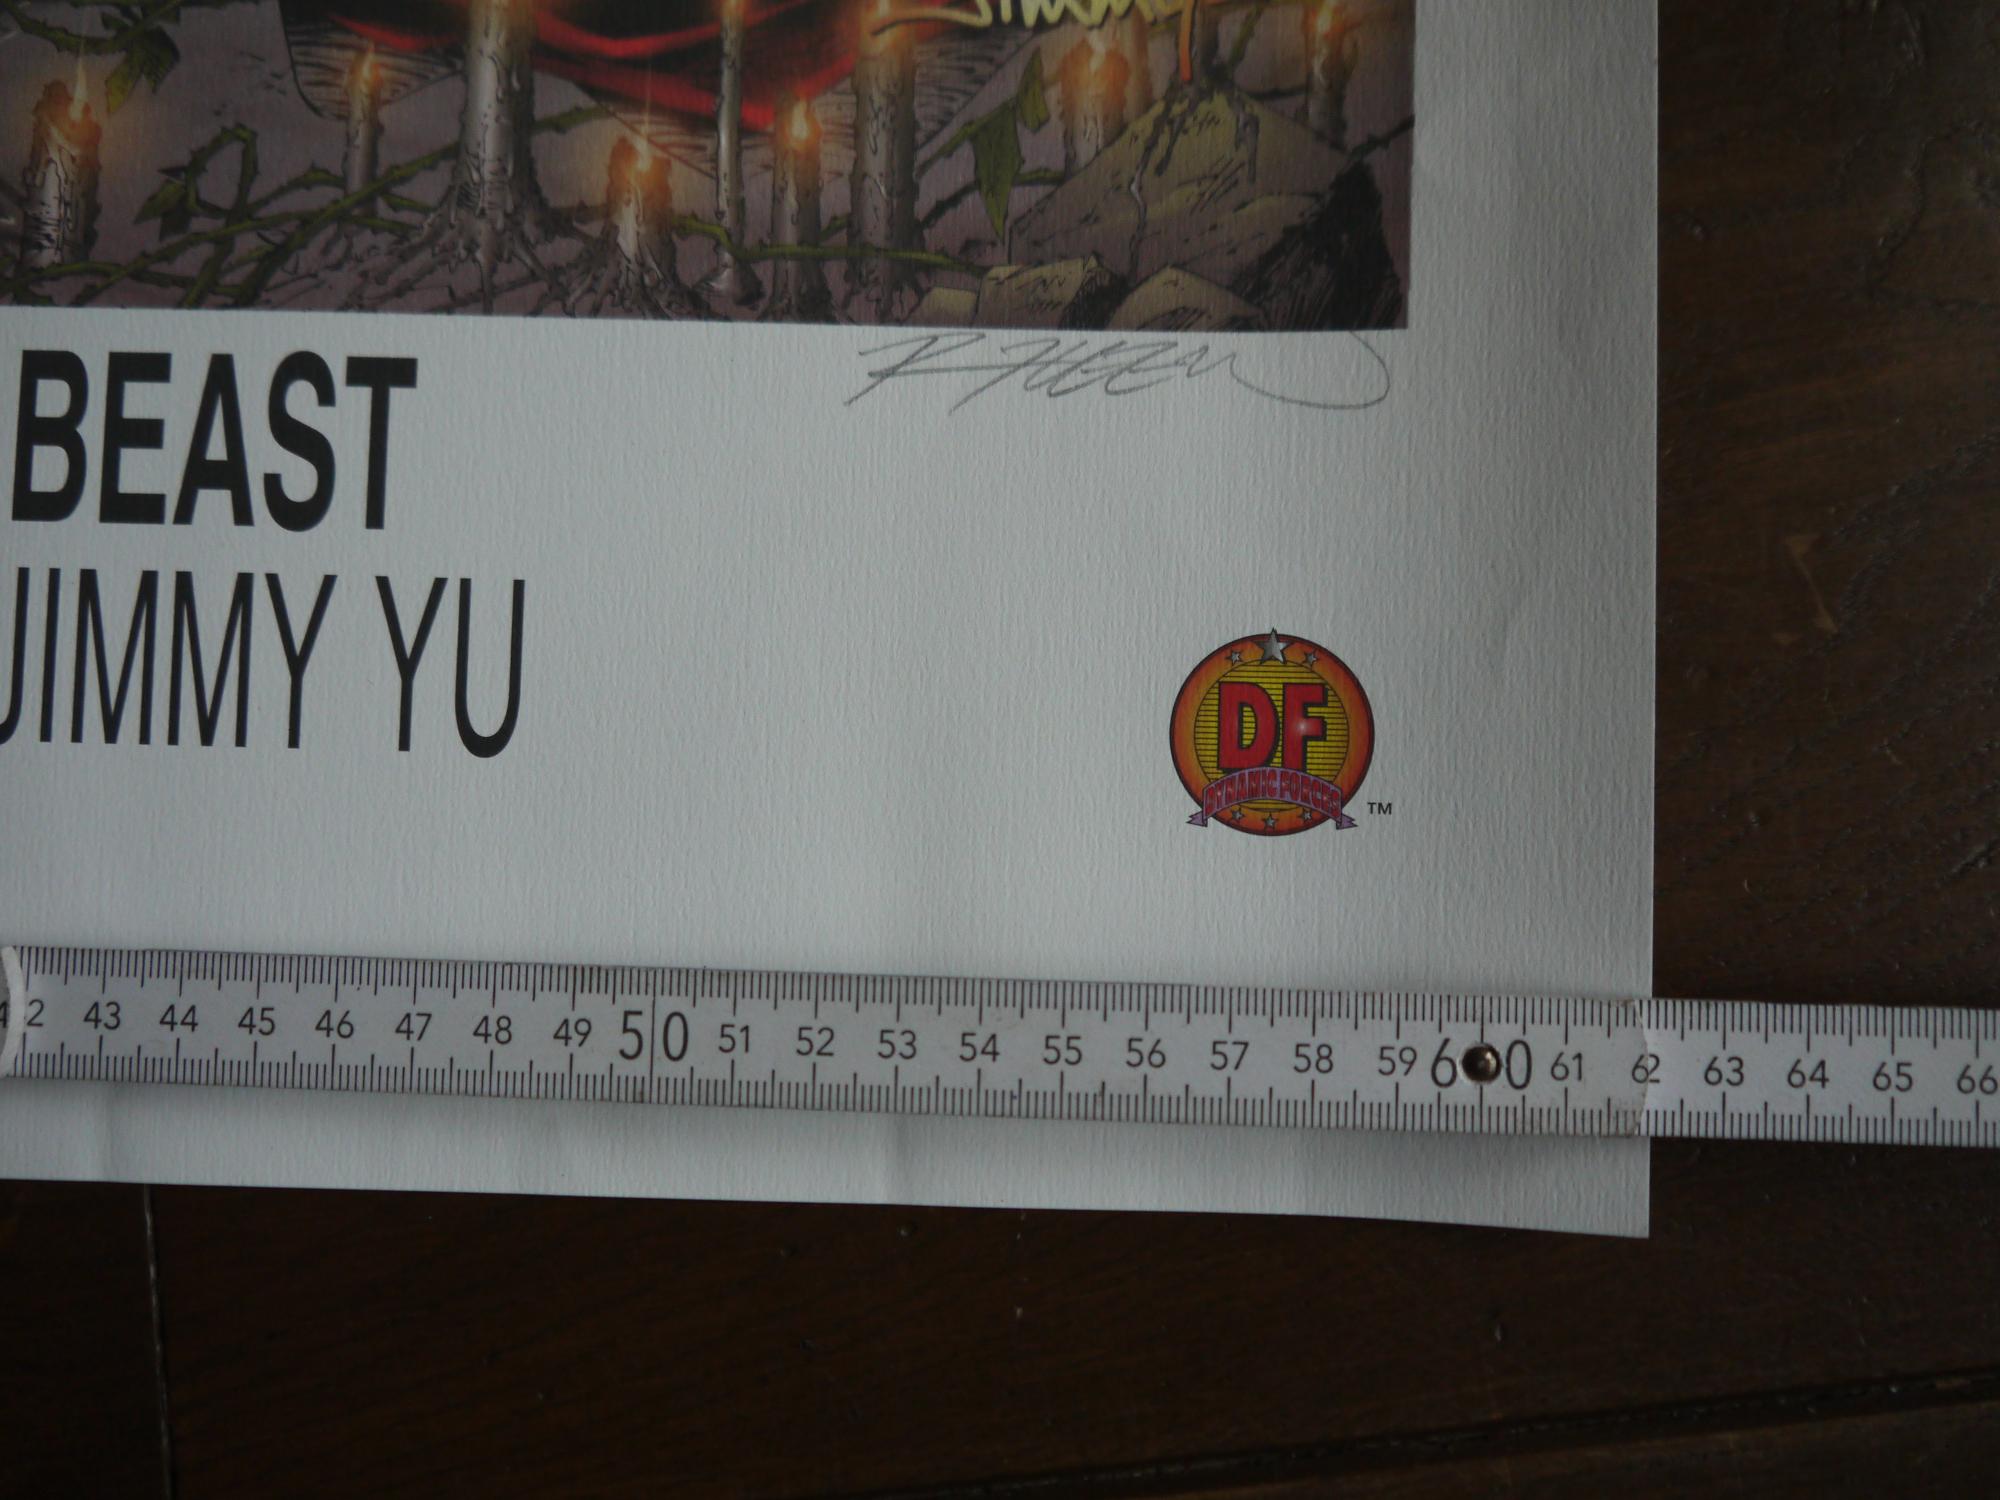 Jimmy
BEAST
JIMMY YU
DF
DYNAMIC FORCES
TM
42 43 44 45 46 47 48 49 50 51 52 53 54 55 56 57 58 59 60 61 62 63 64 65 66